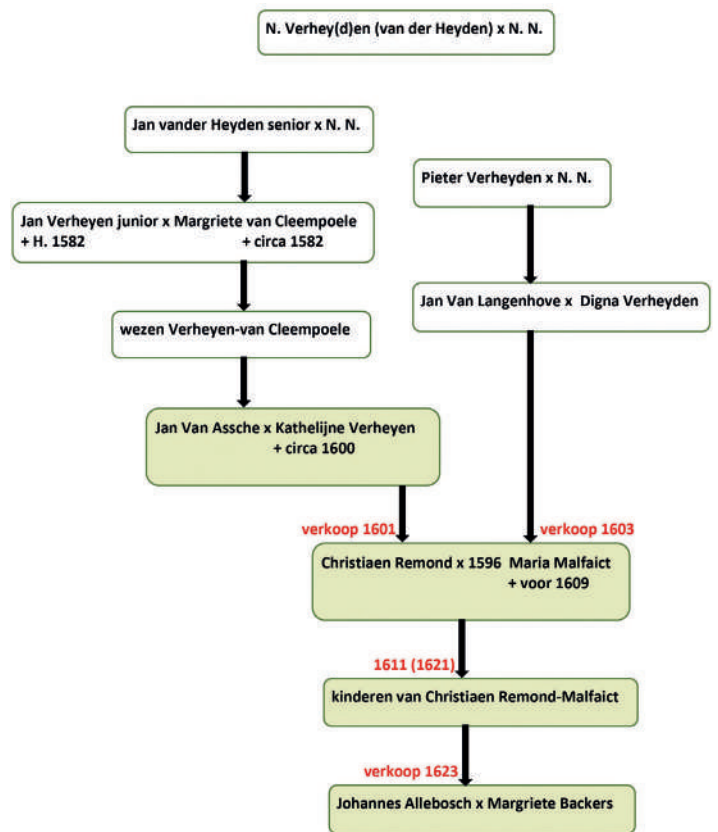 N. Verhey(d)en (van der Heyden) x N. N.
Jan vander Heyden senior x N. N.
Pieter Verheyden x N. N.
Jan Verheyen junior x Margriete van Cleempoele
+ H. 1582 + circa 1582
Jan Van Langenhove x Digna Verheyden
wezen Verheyen-van Cleempoele
Jan Van Assche x Kathelijne Verheyen
+ circa 1600
verkoop 1601
verkoop 1603
Christiaen Remond x 1596 Maria Malfaict
+ voor 1609
1611 (1621)
kinderen van Christiaen Remond-Malfaict
verkoop 1623
Johannes Allebosch x Margriete Backers